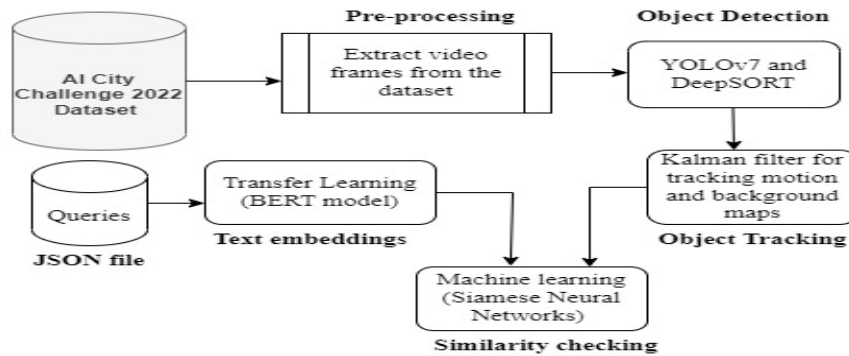 Pre-processing
Object Detection
AI City
Challenge 2022
Dataset
Extract video
frames from the
dataset
YOLOv7 and
DeepSORT
Queries
JSON file
Transfer Learning
(BERT model)
Text embeddings
Kalman filter for
tracking motion
and background
maps
Object Tracking
Machine learning
(Siamese Neural
Networks)
Similarity checking